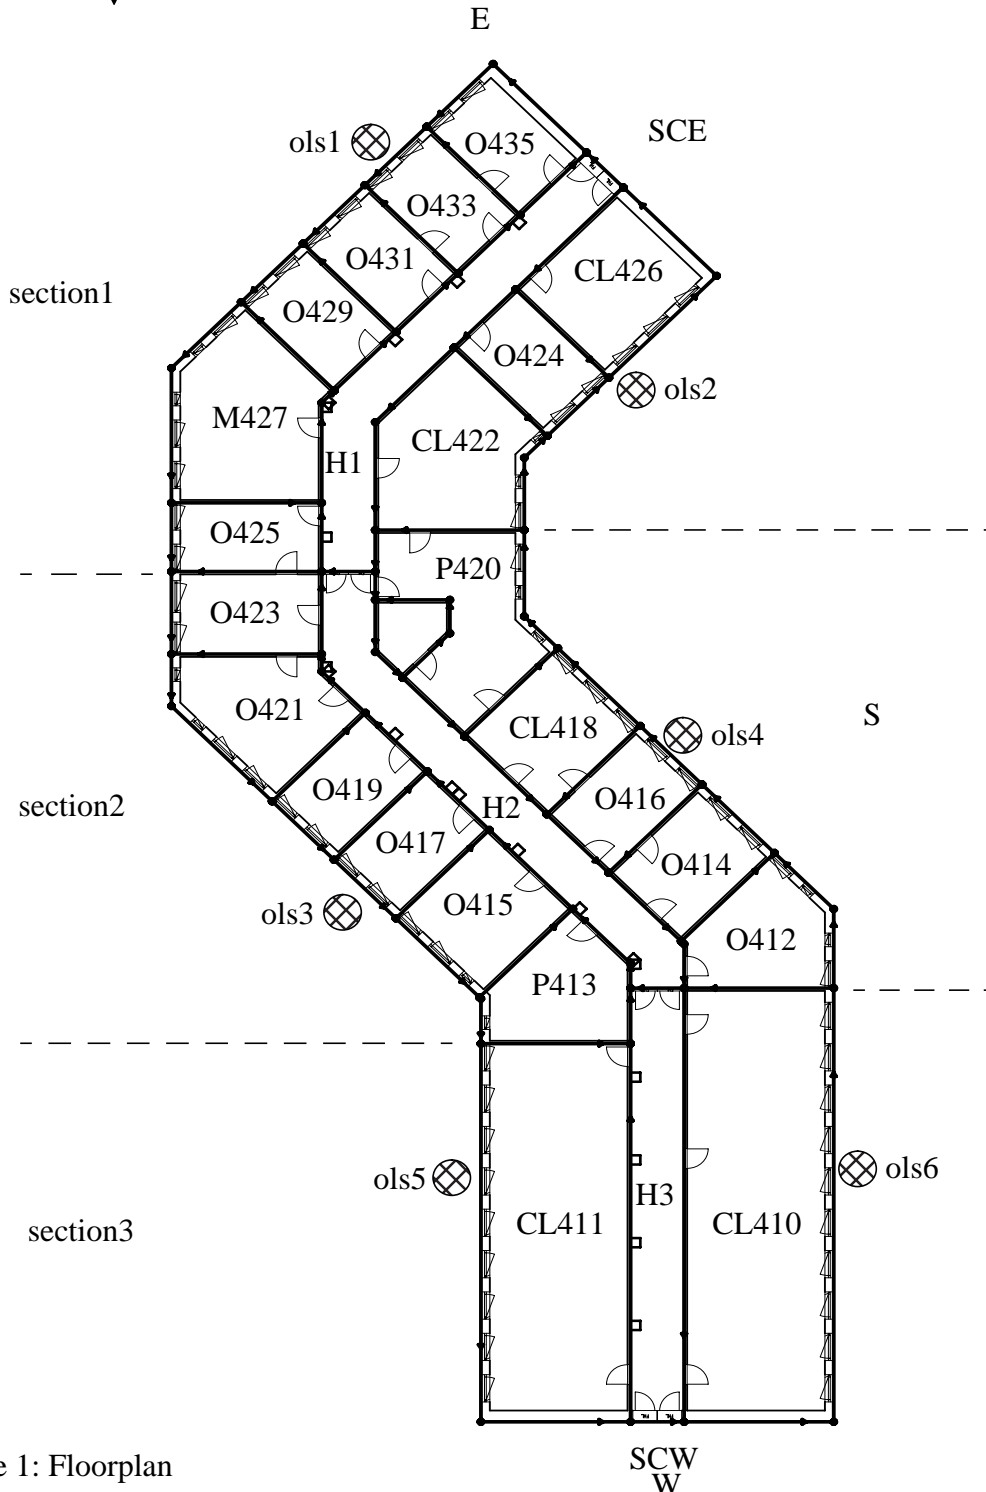 E
SCE
ols1
O435
O433
CL426
O431
section1
O429
O424
ols2
M427
CL422
H1
O425
P420
O423
O421
CL418
ols4
S
O419
O416
section2
H2
O417
O414
O415
ols3
O412
P413
ols5
ols6
H3
CL411
CL410
section3
SCW
W
e 1: Floorplan